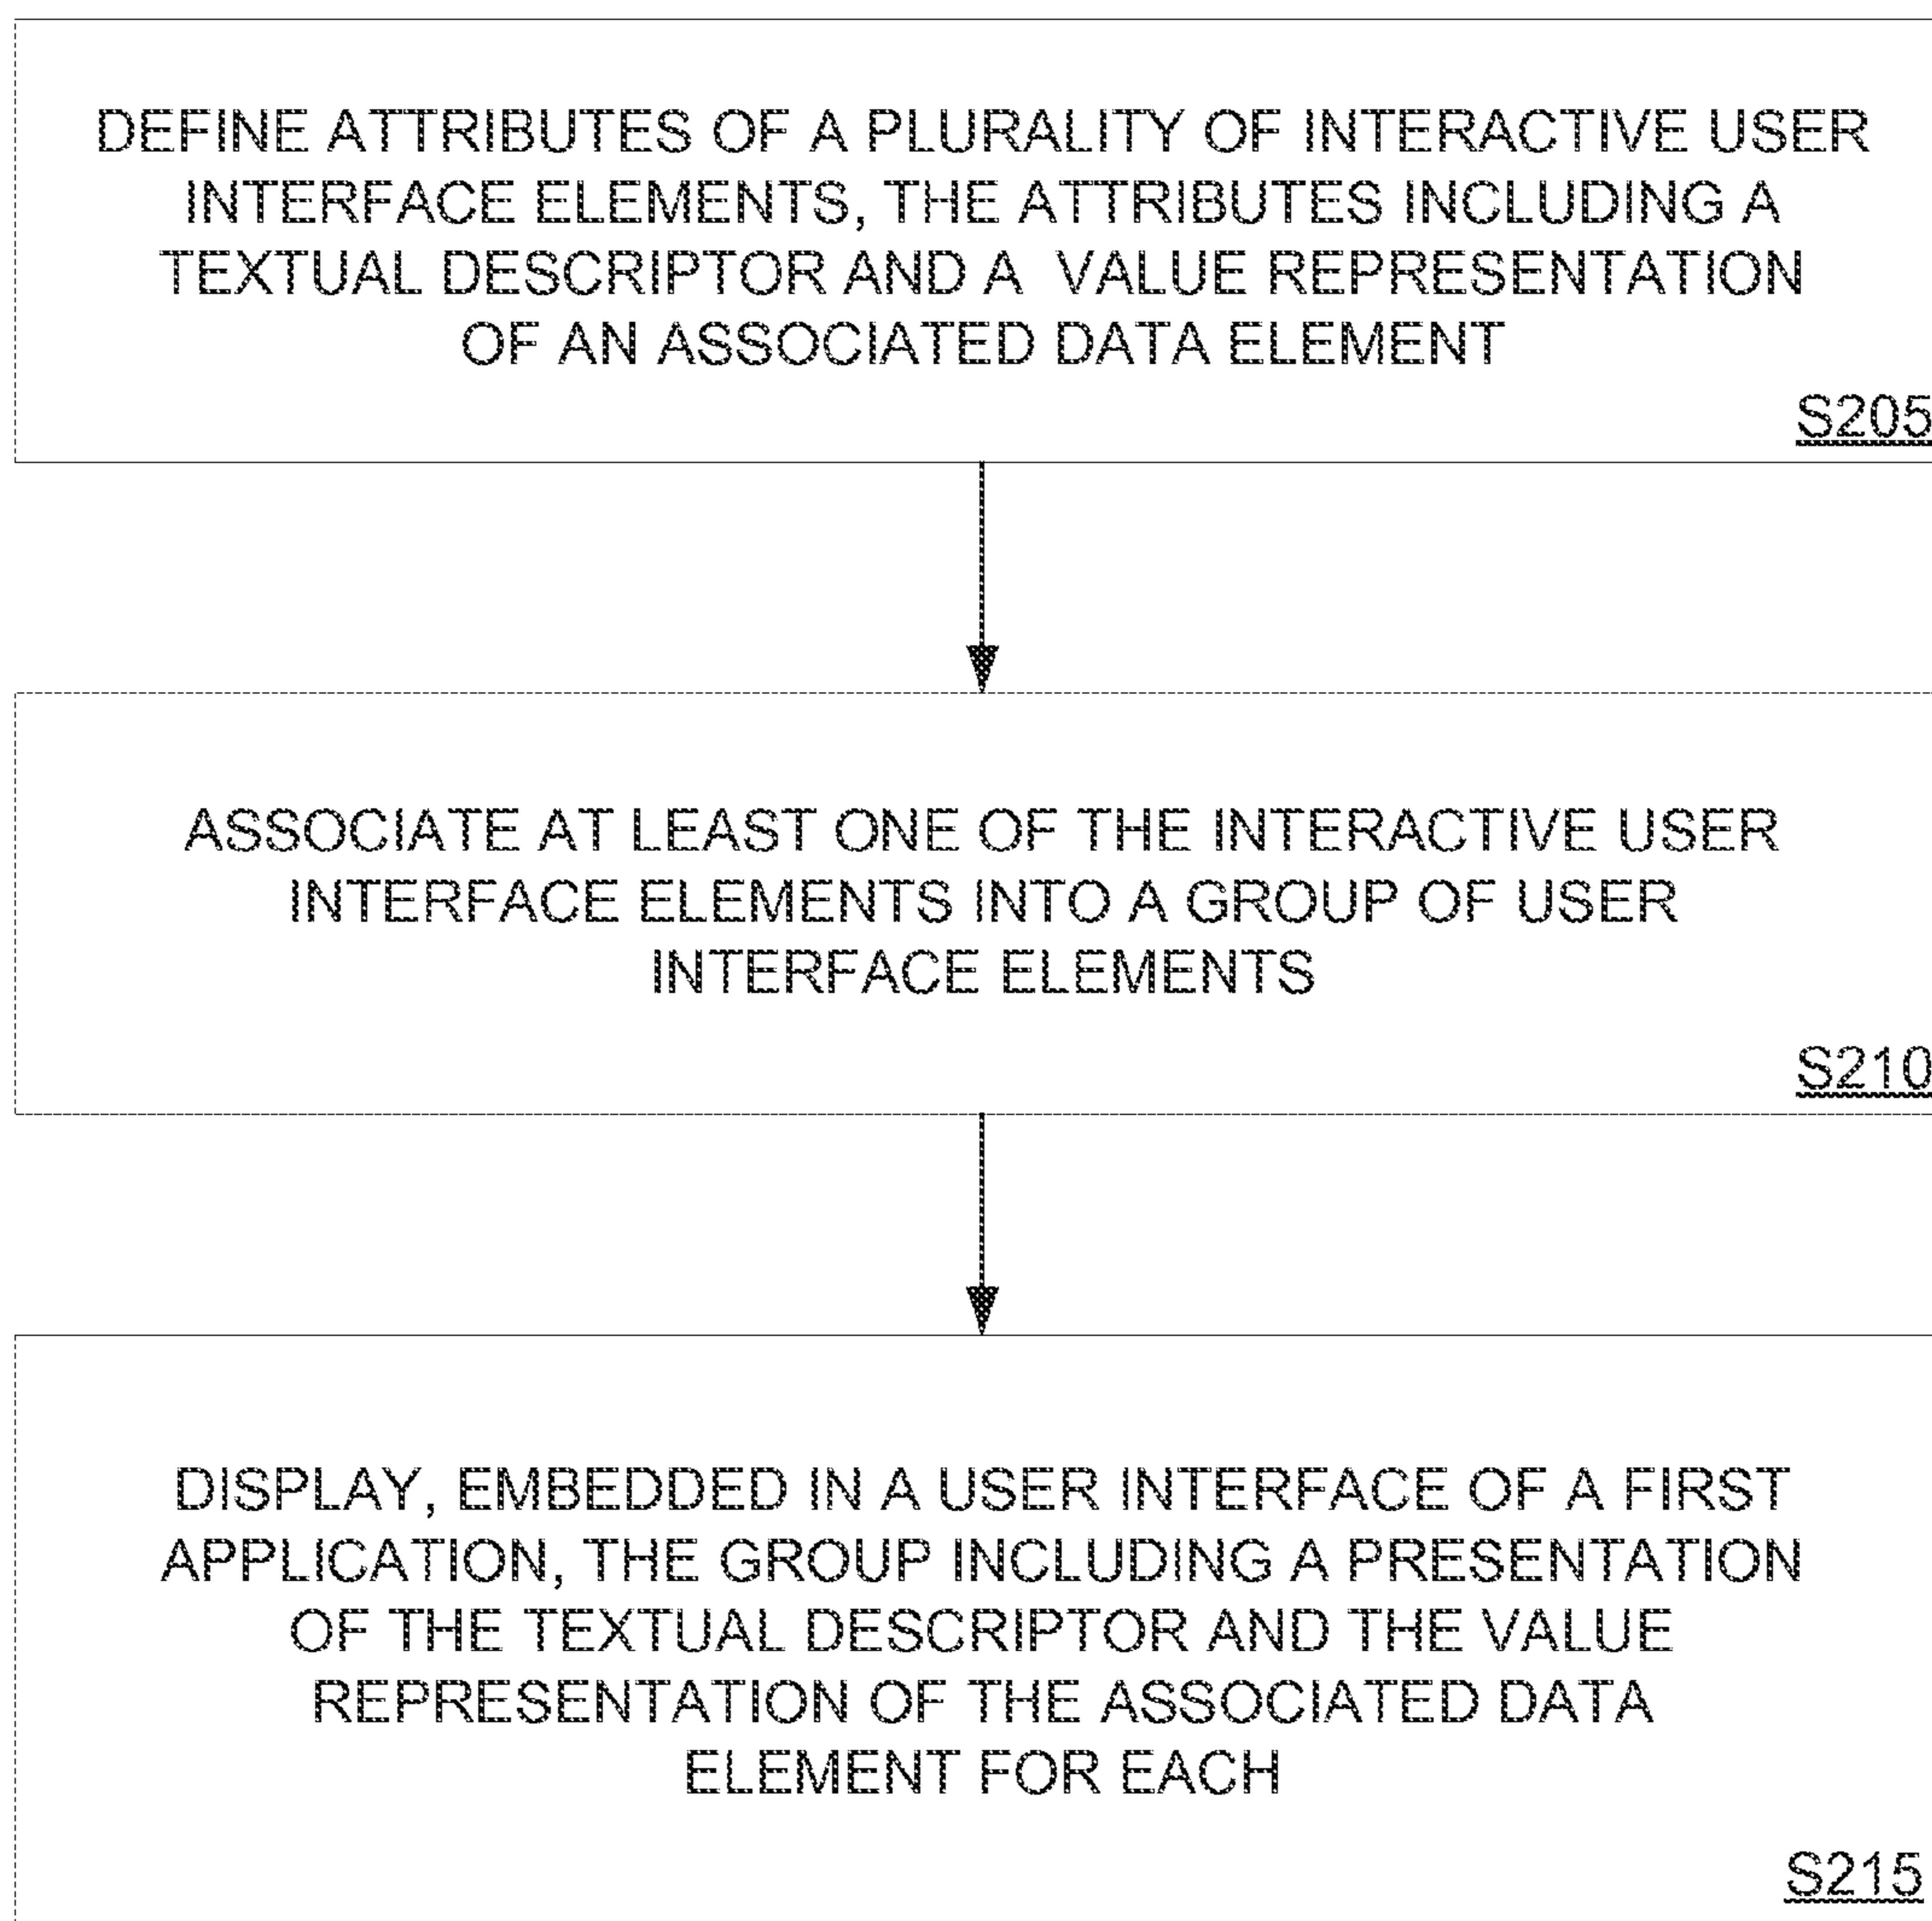 DEFINE ATTRIBUTES OF A PLURALITY OF INTERACTIVE USER
INTERFACE ELEMENTS, THE ATTRIBUTES INCLUDING A
TEXTUAL DESCRIPTOR AND A VALUE REPRESENTATION
OF AN ASSOCIATED DATA ELEMENT
S205
ASSOCIATE AT LEAST ONE OF THE INTERACTIVE USER
INTERFACE ELEMENTS INTO A GROUP OF USER
INTERFACE ELEMENTS
S210
DISPLAY, EMBEDDED IN A USER INTERFACE OF A FIRST
APPLICATION, THE GROUP INCLUDING A PRESENTATION
OF THE TEXTUAL DESCRIPTOR AND THE VALUE
REPRESENTATION OF THE ASSOCIATED DATA
ELEMENT FOR EACH
S215